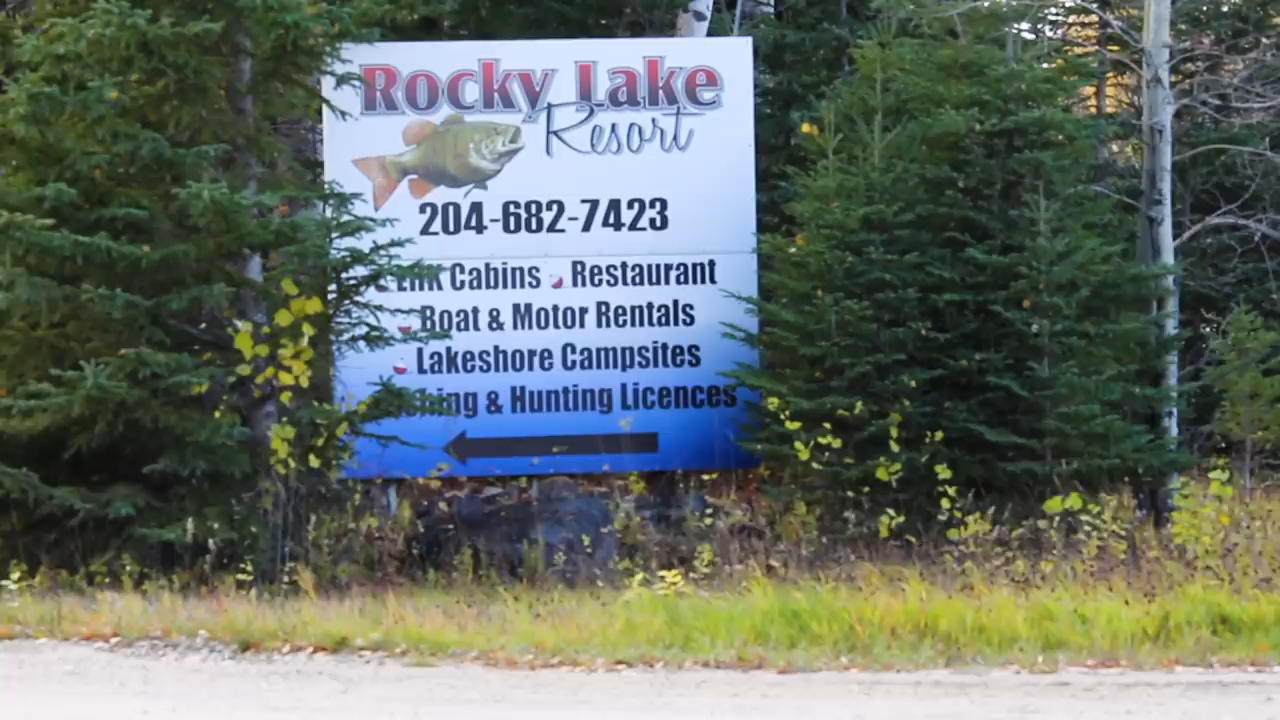 Rocky Lake
Resort
204-682-7423
Cabins Restaurant
Boat & Motor Rentals
Lakeshore Campsites
& Hunting Licences